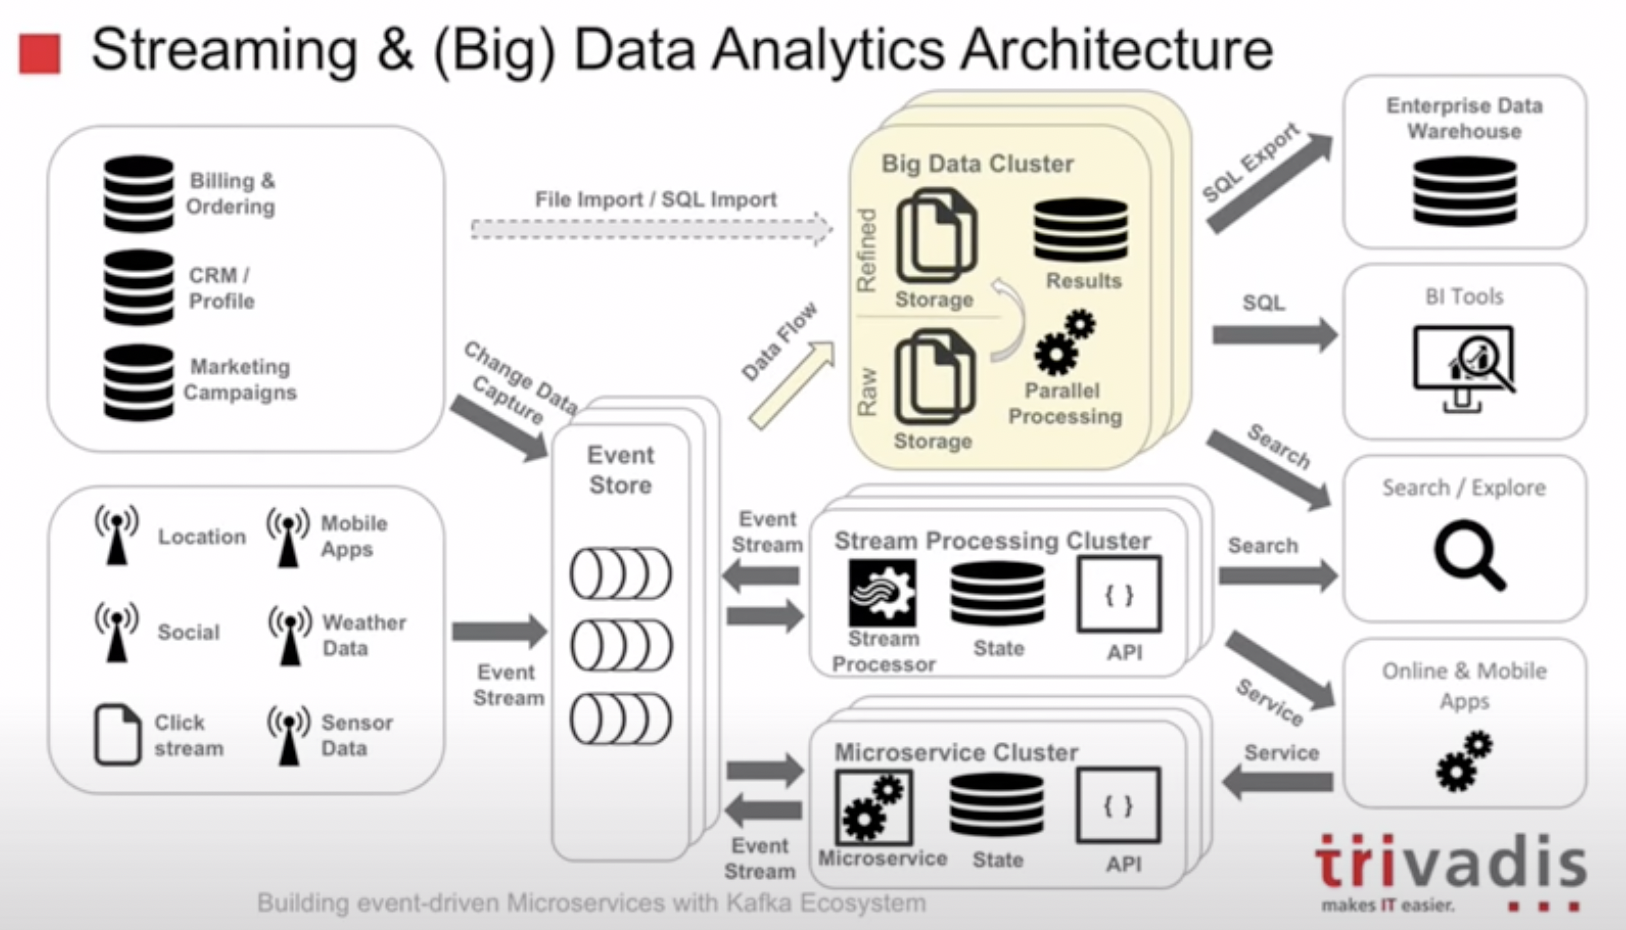 Streaming & (Big) Data Analytics Architecture
Billing &
Ordering
CRM /
Profile
Marketing
Campaigns
File Import / SQL Import
Change Data
Capture
Data Flow
Big Data Cluster
Refined
Storage
Results
Raw
Storage
Parallel
Processing
SQL Export
Enterprise Data
Warehouse
SQL
BI Tools
Search
Search / Explore
Location
Mobile
Apps
Social
Weather
Data
Click
stream
Sensor
Data
Event
Stream
Event
Store
Event
Stream
Stream Processing Cluster
Stream
Processor
State
{ }
API
Search
Service
Online & Mobile
Apps
Service
Microservice Cluster
Microservice
State
{ }
API
Event
Stream
trivadis
makes IT easier.
Building event-driven Microservices with Kafka Ecosystem